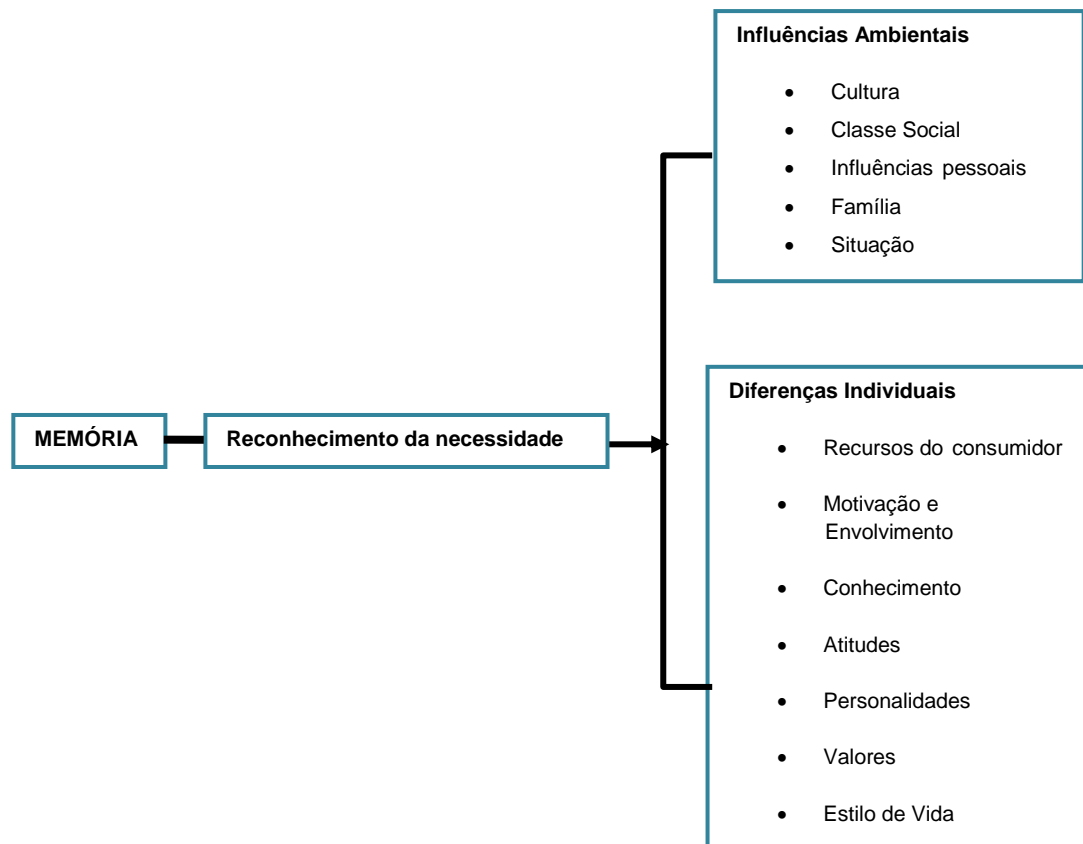 Influências Ambientais
• Cultura
• Classe Social
• Influências pessoais
• Família
• Situação
MEMÓRIA
Reconhecimento da necessidade
Diferenças Individuais
• Recursos do consumidor
• Motivação e
Envolvimento
• Conhecimento
• Atitudes
• Personalidades
• Valores
• Estilo de Vida